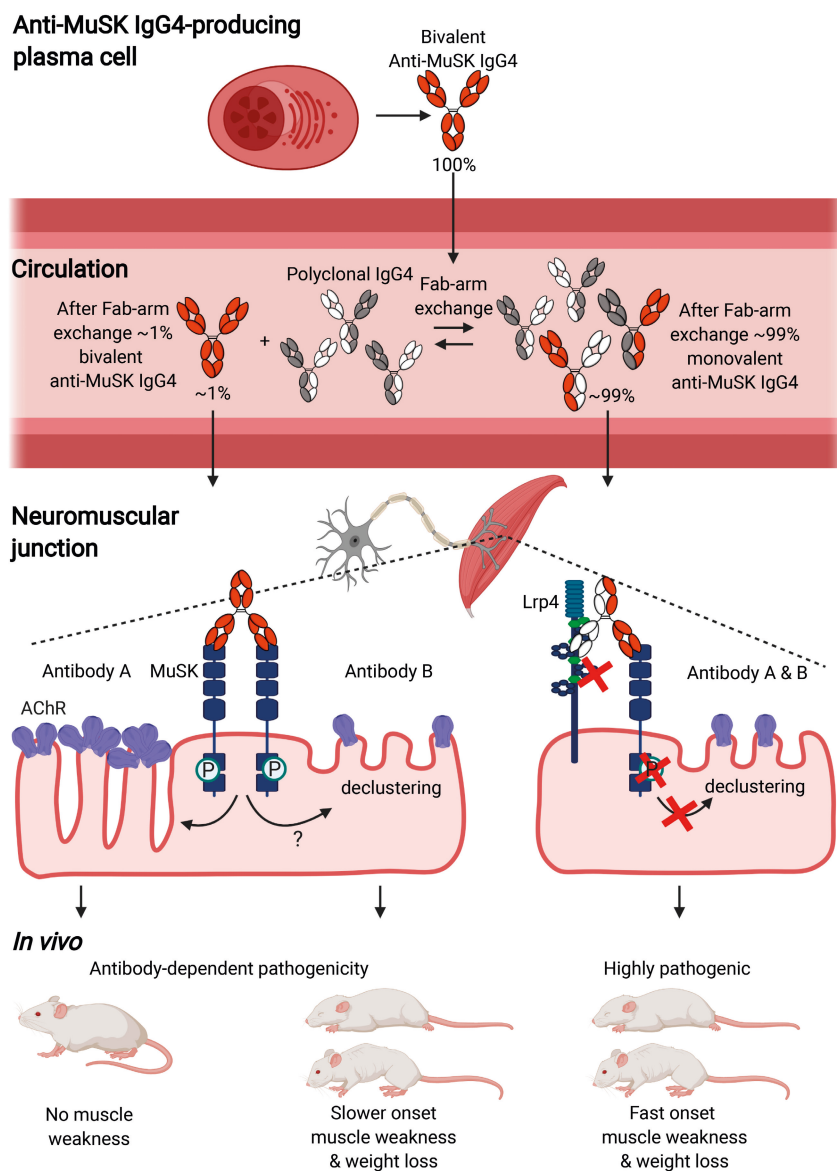 Anti-MuSK IgG4-producing
plasma cell
Bivalent
Anti-MuSK IgG4
100%
Circulation
After Fab-arm
exchange ~1%
bivalent
anti-MuSK IgG4
~1%
+
Polyclonal IgG4
Fab-arm
exchange
~99%
After Fab-arm
exchange ~99%
monovalent
anti-MuSK IgG4
Neuromuscular
junction
Antibody A
MuSK
Antibody B
AChR
P
P
declustering
?
Lrp4
Antibody A & B
P
declustering
In vivo
Antibody-dependent pathogenicity
Highly pathogenic
No muscle
weakness
Slower onset
muscle weakness
& weight loss
Fast onset
muscle weakness
& weight loss